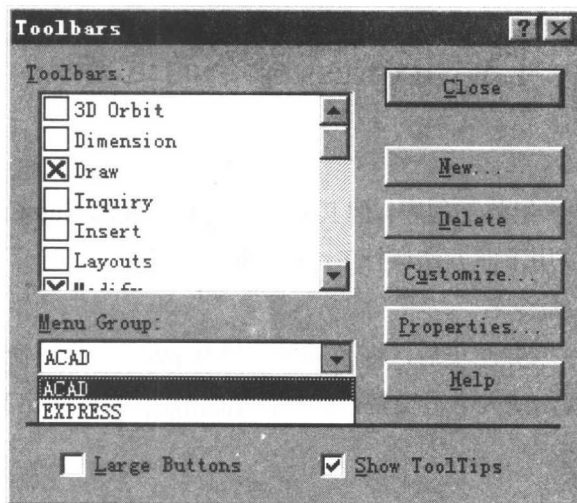 Toolbars
Toolbars:
3D Orbit
Dimension
Draw
Inquiry
Insert
Layouts
Modify
Menu Group:
ACAD
ACAD
EXPRESS
Close
New...
Delete
Customize...
Properties...
Help
Large Buttons
Show ToolTips